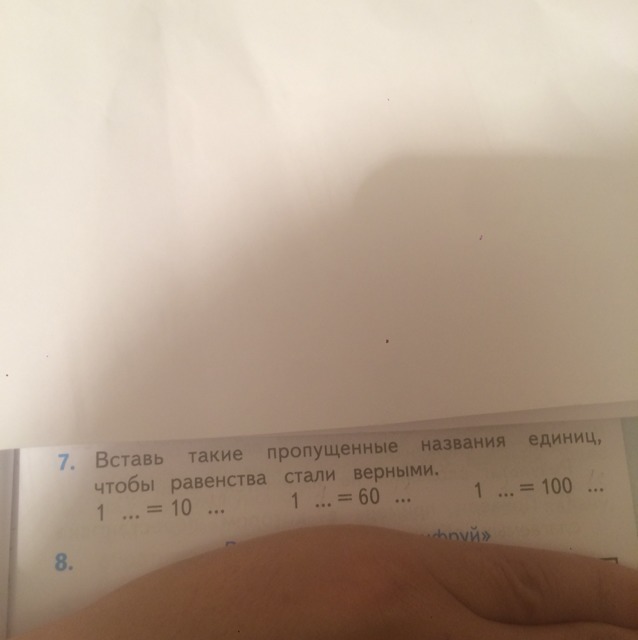 7. Вставь такие пропущенные названия единиц,
чтобы равенства стали верными.
1 ... = 10 ... 1 ... = 60 ... 1 ... = 100 ...
8.